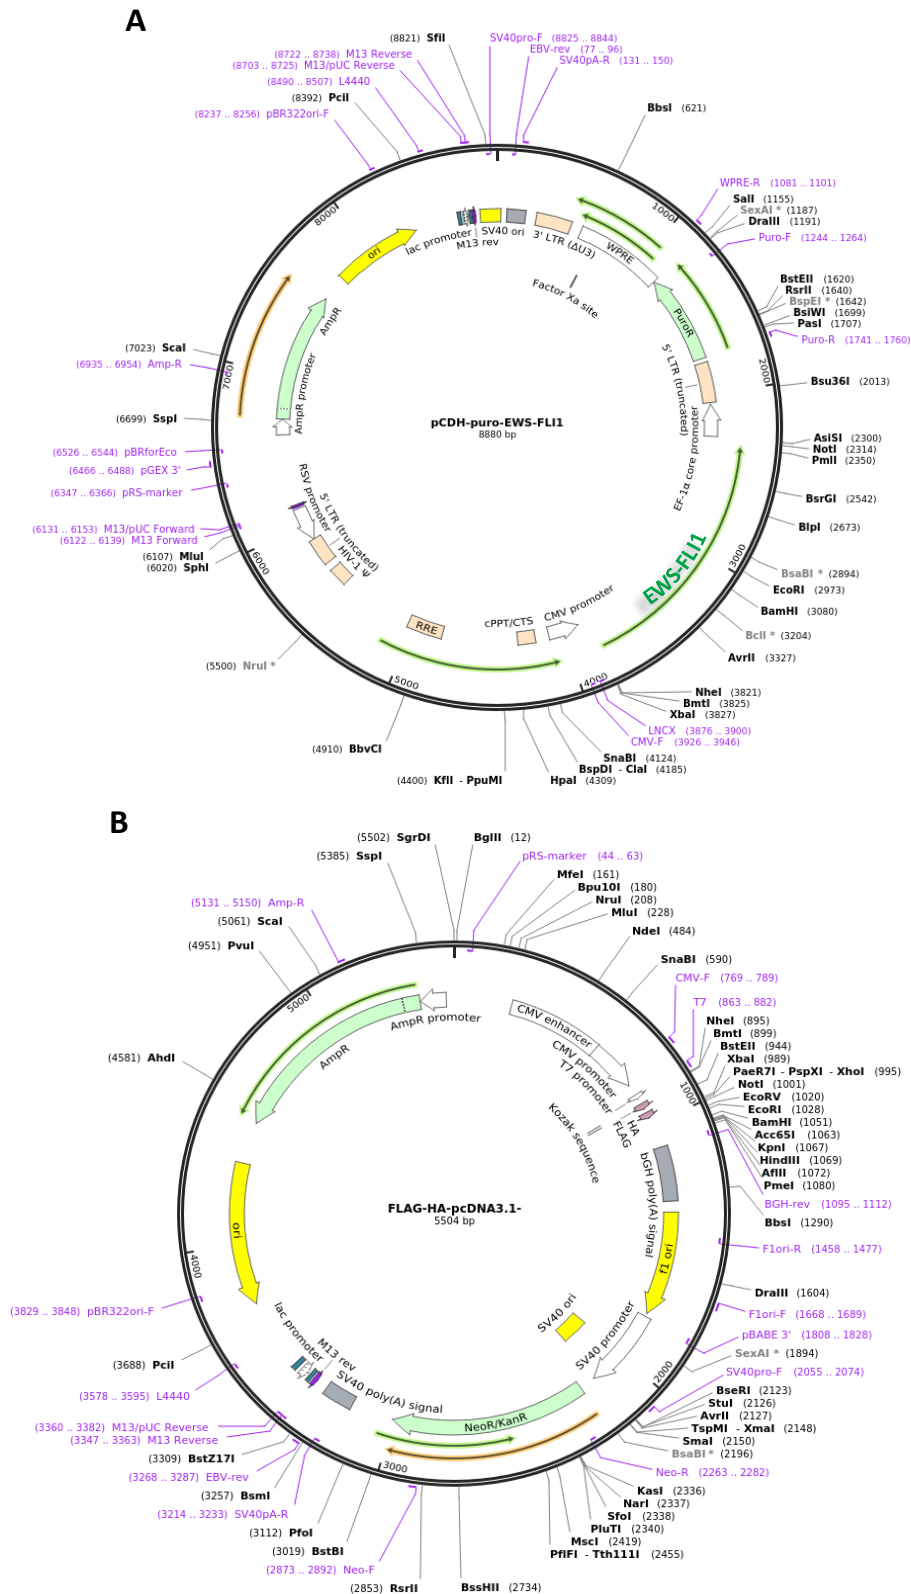 A
(8821) SfiI
SV40pro-F (8825 .. 8844)
EBV-rev (77 .. 96)
SV40pA-R (131 .. 150)
(8722 .. 8738) M13 Reverse
(8703 .. 8725) M13/pUC Reverse
(8490 .. 8507) L4440
(8392) PciI
(8237 .. 8256) pBR322ori-F
BbsI (621)
WPRE-R (1081 .. 1101)
SalI (1155)
SexAI * (1187)
DraIII (1191)
Puro-F (1244 .. 1264)
BstEII (1620)
RsrII (1640)
BspEI * (1642)
BsiWI (1699)
PasI (1707)
Puro-R (1741 .. 1760)
Bsu36I (2013)
AsiSI (2300)
NotI (2314)
PmlI (2350)
BsrGI (2542)
BlpI (2673)
BsaBI * (2894)
EcoRI (2973)
BamHI (3080)
BclI * (3204)
AvrII (3327)
NheI (3821)
BmtI (3825)
XbaI (3827)
LNCX (3876 .. 3900)
CMV-F (3926 .. 3946)
SnaBI (4124)
BspDI - ClaI (4185)
HpaI (4309)
(4400) KflI - PpuMI
(4910) BbvCI
(5500) NruI *
(6020) SphI
(6107) MluI
(6122 .. 6139) M13 Forward
(6131 .. 6153) M13/pUC Forward
(6347 .. 6366) pRS-marker
(6466 .. 6488) pGEX 3'
(6526 .. 6544) pBRforEco
(6699) SspI
(6935 .. 6954) Amp-R
(7023) ScaI
1000
2000
3000
4000
5000
6000
7000
8000
ori
lac promoter
M13 rev
SV40 ori
3' LTR (ΔU3)
WPRE
Factor Xa site
PuroR
5' LTR (truncated)
EF-1α core promoter
EWS-FLI1
CMV promoter
cPPT/CTS
RRE
HIV-1 Ψ
5' LTR (truncated)
RSV promoter
AmpR promoter
AmpR
pCDH-puro-EWS-FLI1
8880 bp
B
(5502) SgrDI
BglII (12)
(5385) SspI
pRS-marker (44 .. 63)
MfeI (161)
Bpu10I (180)
NruI (208)
MluI (228)
NdeI (484)
SnaBI (590)
CMV-F (769 .. 789)
T7 (863 .. 882)
NheI (895)
BmtI (899)
BstEII (944)
XbaI (989)
PaeR7I - PspXI - XhoI (995)
NotI (1001)
EcoRV (1020)
EcoRI (1028)
BamHI (1051)
Acc65I (1063)
KpnI (1067)
HindIII (1069)
AflII (1072)
PmeI (1080)
BGH-rev (1095 .. 1112)
BbsI (1290)
F1ori-R (1458 .. 1477)
DraIII (1604)
F1ori-F (1668 .. 1689)
pBABE 3' (1808 .. 1828)
SexAI * (1894)
SV40pro-F (2055 .. 2074)
BseRI (2123)
StuI (2126)
AvrII (2127)
TspMI - XmaI (2148)
SmaI (2150)
BsaBI * (2196)
Neo-R (2263 .. 2282)
KasI (2336)
NarI (2337)
SfoI (2338)
PluTI (2340)
MscI (2419)
PflFI - Tth111I (2455)
BssHII (2734)
(2853) RsrII
(2873 .. 2892) Neo-F
(3019) BstBI
(3112) PfoI
(3214 .. 3233) SV40pA-R
(3257) BsmI
(3268 .. 3287) EBV-rev
(3309) BstZ17I
(3347 .. 3363) M13 Reverse
(3360 .. 3382) M13/pUC Reverse
(3578 .. 3595) L4440
(3688) PciI
(3829 .. 3848) pBR322ori-F
(4581) AhdI
(4951) PvuI
(5061) ScaI
(5131 .. 5150) Amp-R
1000
2000
3000
4000
5000
AmpR promoter
AmpR
CMV enhancer
CMV promoter
T7 promoter
HA
FLAG
Kozak sequence
bGH poly(A) signal
f1 ori
SV40 promoter
SV40 ori
NeoR/KanR
SV40 poly(A) signal
M13 rev
lac promoter
ori
FLAG-HA-pcDNA3.1-
5504 bp